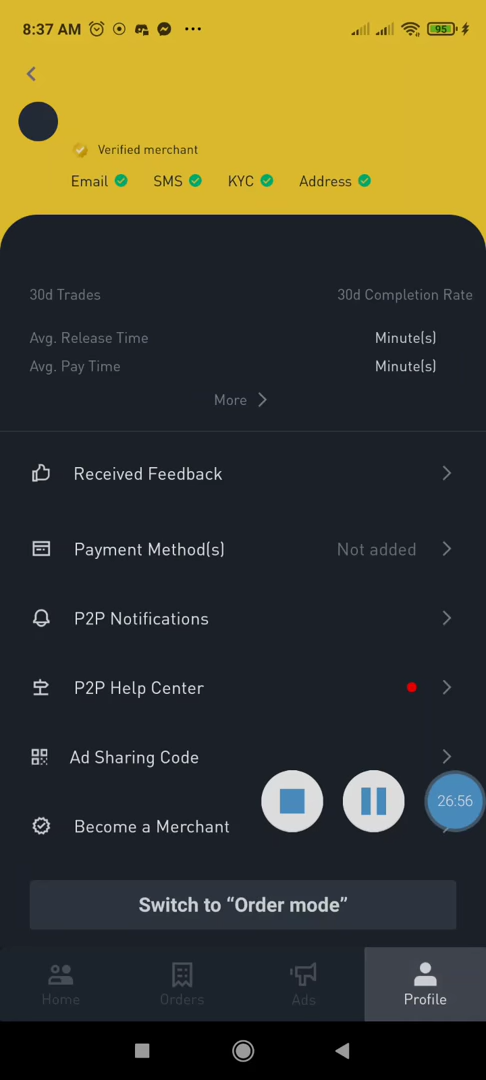 8:37 AM 95
Verified merchant
Email SMS KYC Address
30d Trades 30d Completion Rate
Avg. Release Time Minute(s)
Avg. Pay Time Minute(s)
More
Received Feedback
Payment Method(s) Not added
P2P Notifications
P2P Help Center
Ad Sharing Code
26:56
Become a Merchant
Switch to “Order mode”
Home Orders Ads Profile